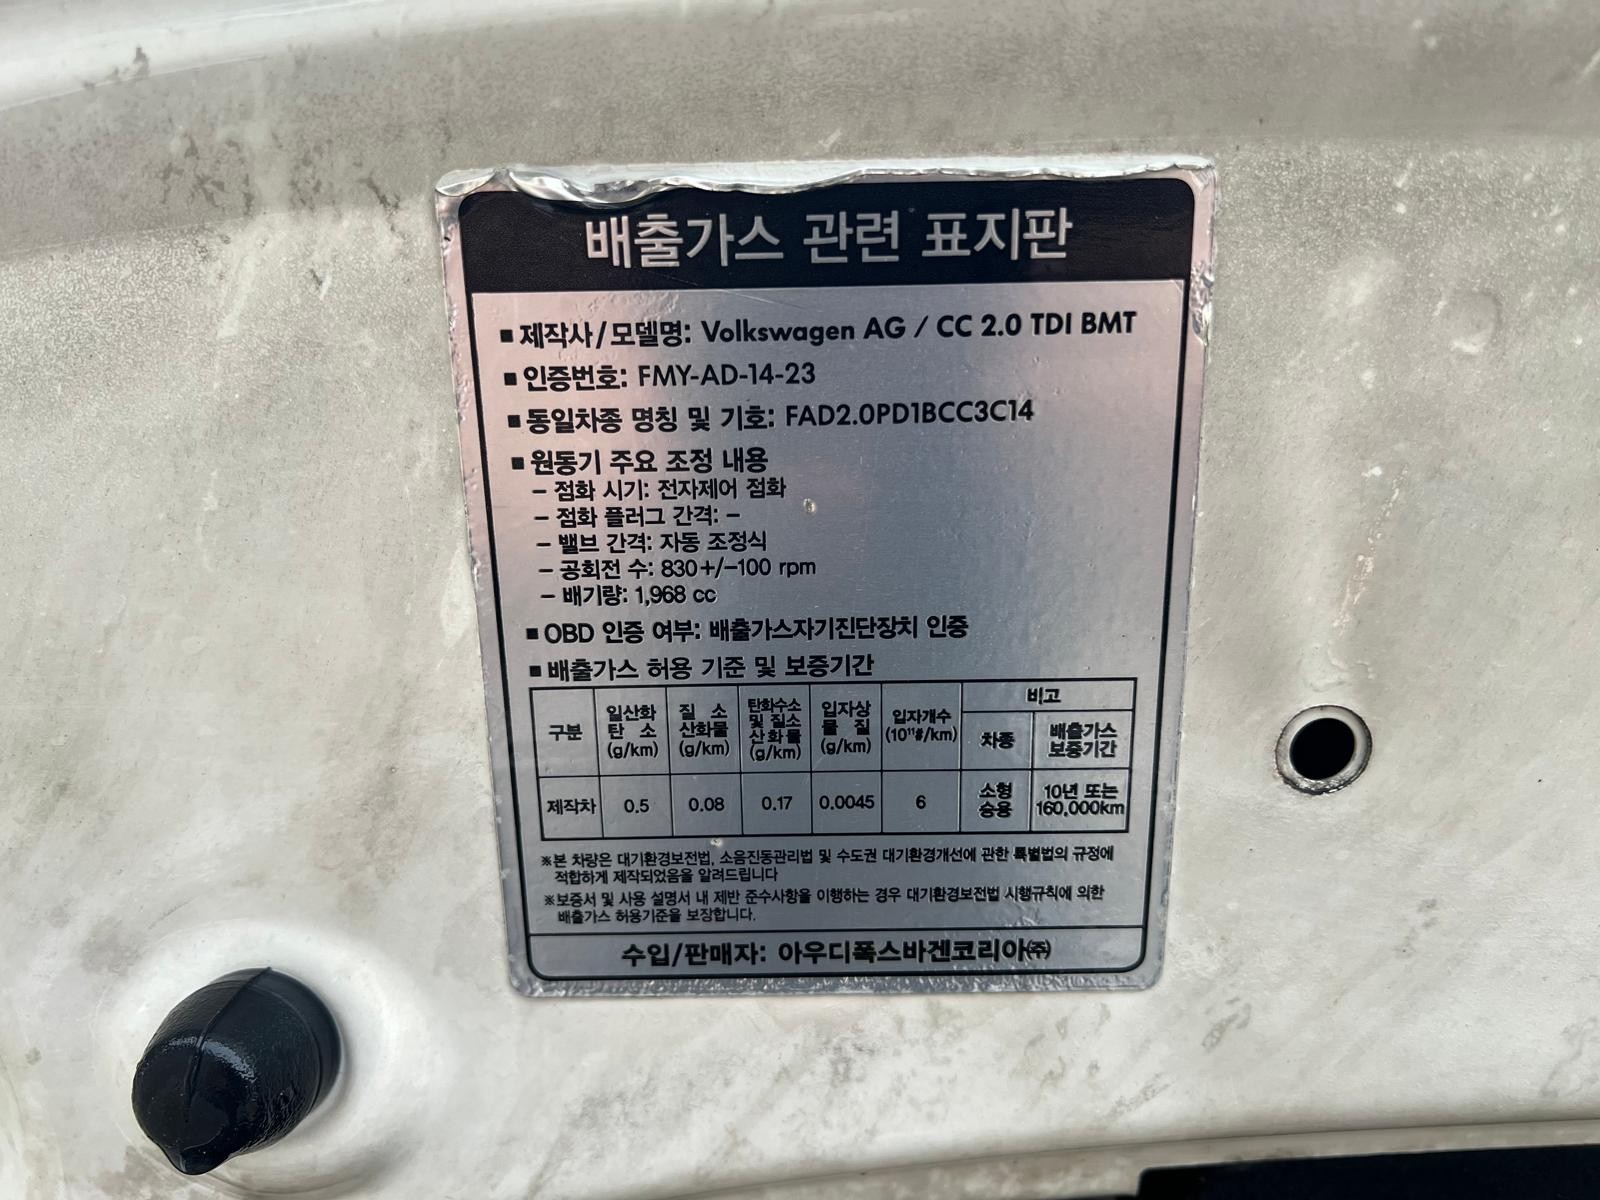 배출가스 관련 표지판
■ 제작사/모델명: Volkswagen AG / CC 2.0 TDI BMT
■ 인증번호: FMY-AD-14-23
■ 동일차종 명칭 및 기호: FAD2.0PD1BCC3C14
■ 원동기 주요 조정 내용
– 점화 시기: 전자제어 점화
– 점화 플러그 간격: –
– 밸브 간격: 자동 조정식
– 공회전 수: 830+/–100 rpm
– 배기량: 1,968 cc
■ OBD 인증 여부: 배출가스자기진단장치 인증
■ 배출가스 허용 기준 및 보증기간
구분 일산화 탄 소 (g/km) 질 소 산화물 (g/km) 탄화수소 및 질소 산화물 (g/km) 입자상 물 질 (g/km) 입자개수 (10¹¹#/km) 비고
차종 배출가스 보증기간
제작차 0.5 0.08 0.17 0.0045 6 소형 승용 10년 또는 160,000km
※본 차량은 대기환경보전법, 소음진동관리법 및 수도권 대기환경개선에 관한 특별법의 규정에
적합하게 제작되었음을 알려드립니다
※보증서 및 사용 설명서 내 제반 준수사항을 이행하는 경우 대기환경보전법 시행규칙에 의한
배출가스 허용기준을 보장합니다.
수입/판매자: 아우디폭스바겐코리아㈜